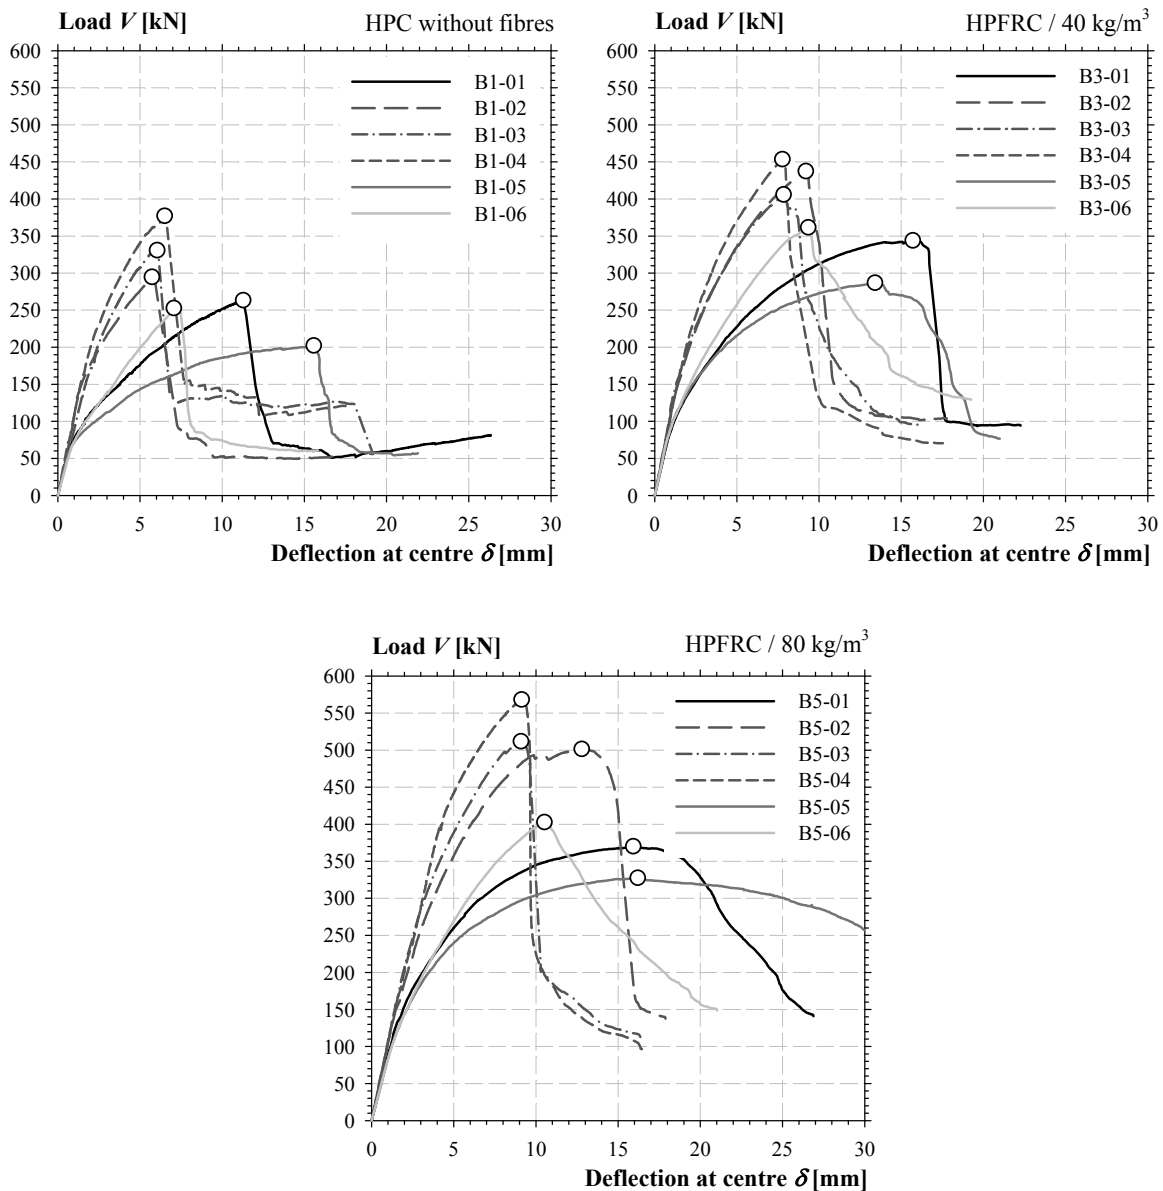 Load V [kN]
HPC without fibres
600
550
500
450
400
350
300
250
200
150
100
50
0
B1-01
B1-02
B1-03
B1-04
B1-05
B1-06
0 5 10 15 20 25 30
Deflection at centre δ [mm]
Load V [kN]
HPFRC / 40 kg/m³
600
550
500
450
400
350
300
250
200
150
100
50
0
B3-01
B3-02
B3-03
B3-04
B3-05
B3-06
0 5 10 15 20 25 30
Deflection at centre δ [mm]
Load V [kN]
HPFRC / 80 kg/m³
600
550
500
450
400
350
300
250
200
150
100
50
0
B5-01
B5-02
B5-03
B5-04
B5-05
B5-06
0 5 10 15 20 25 30
Deflection at centre δ [mm]